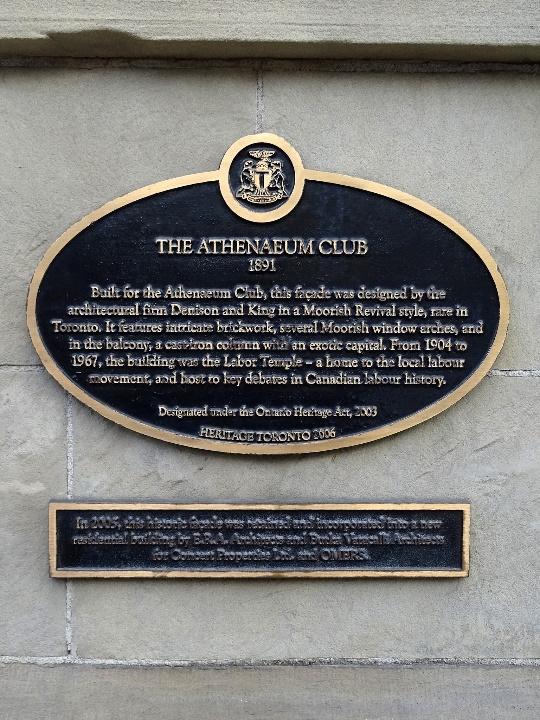 THE ATHENAEUM CLUB
1891
Built for the Athenaeum Club, this façade was designed by the
architectural firm Denison and King in a Moorish Revival style, rare in
Toronto. It features intricate brickwork, several Moorish window arches, and
in the balcony, a cast-iron column with an exotic capital. From 1904 to
1967, the building was the Labor Temple – a home to the local labour
movement, and host to key debates in Canadian labour history.
Designated under the Ontario Heritage Act, 2003
HERITAGE TORONTO 2006
In 2005, this historic façade was retained and incorporated into a new
residential building by E.R.A. Architects and Architects
for Concert Properties Ltd. and OMERS.